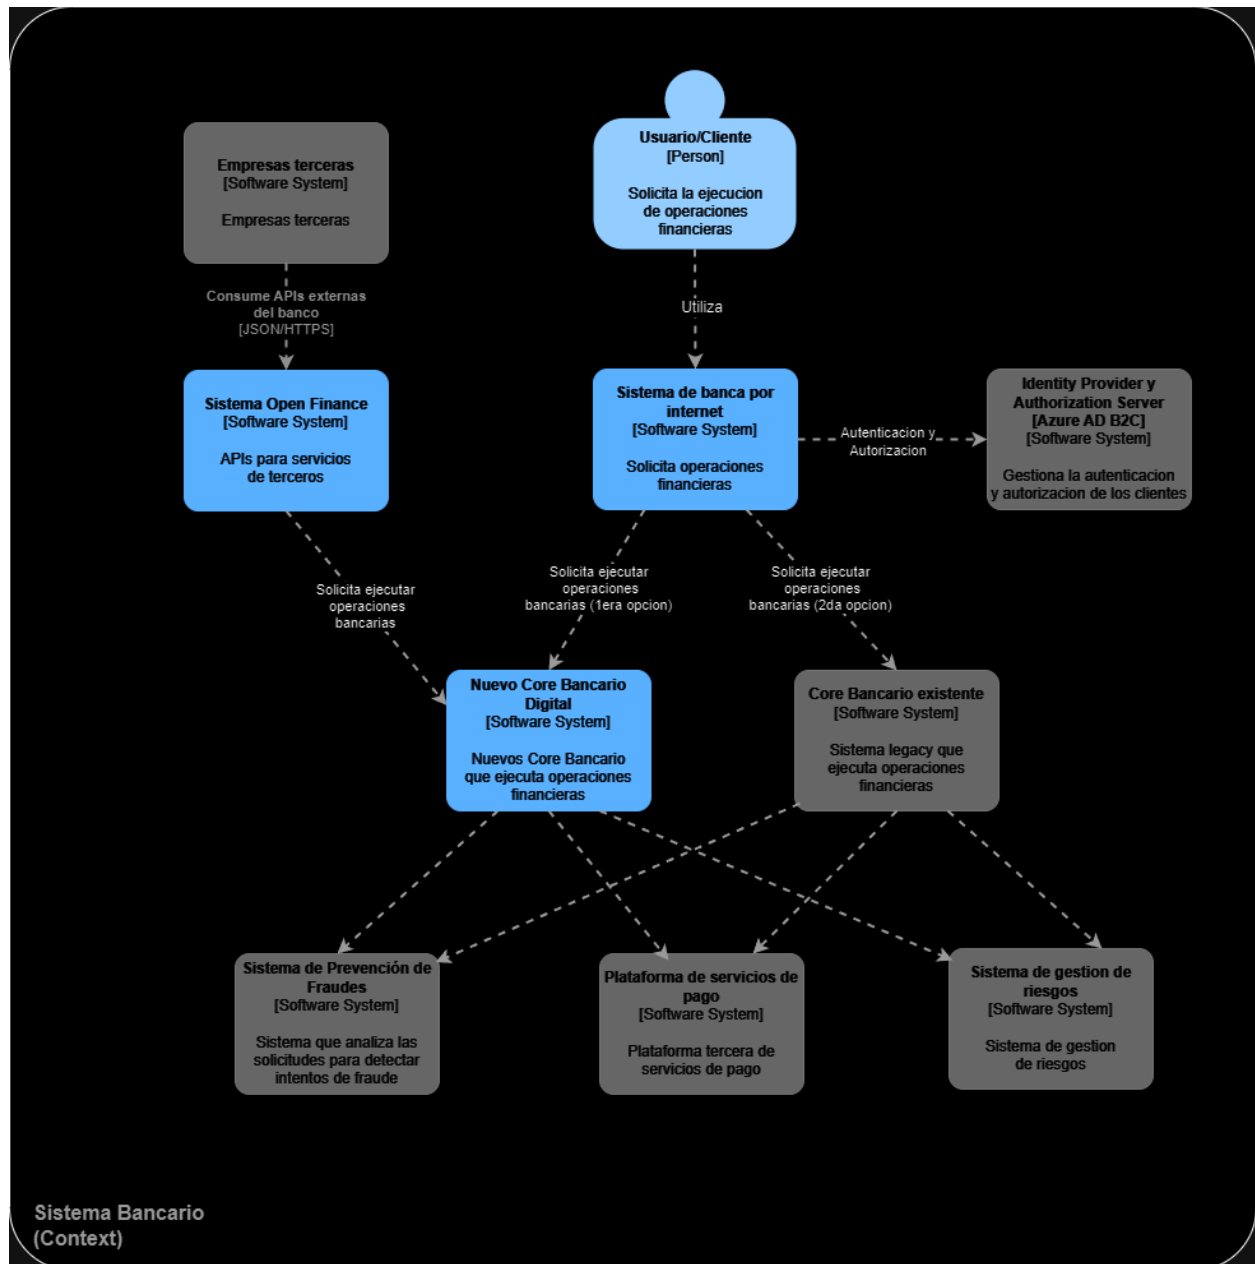 Usuario/Cliente
[Person]
Solicita la ejecucion
de operaciones
financieras
Empresas terceras
[Software System]
Empresas terceras
Consume APIs externas
del banco
[JSON/HTTPS]
Utiliza
Sistema Open Finance
[Software System]
APIs para servicios
de terceros
Sistema de banca por
internet
[Software System]
Solicita operaciones
financieras
Autenticacion y
Autorizacion
Identity Provider y
Authorization Server
[Azure AD B2C]
[Software System]
Gestiona la autenticacion
y autorizacion de los clientes
Solicita ejecutar
operaciones
bancarias
Solicita ejecutar
operaciones
bancarias (1era opcion)
Solicita ejecutar
operaciones
bancarias (2da opcion)
Nuevo Core Bancario
Digital
[Software System]
Nuevos Core Bancario
que ejecuta operaciones
financieras
Core Bancario existente
[Software System]
Sistema legacy que
ejecuta operaciones
financieras
Sistema de Prevención de
Fraudes
[Software System]
Sistema que analiza las
solicitudes para detectar
intentos de fraude
Plataforma de servicios de
pago
[Software System]
Plataforma tercera de
servicios de pago
Sistema de gestion de
riesgos
[Software System]
Sistema de gestion
de riesgos
Sistema Bancario
(Context)